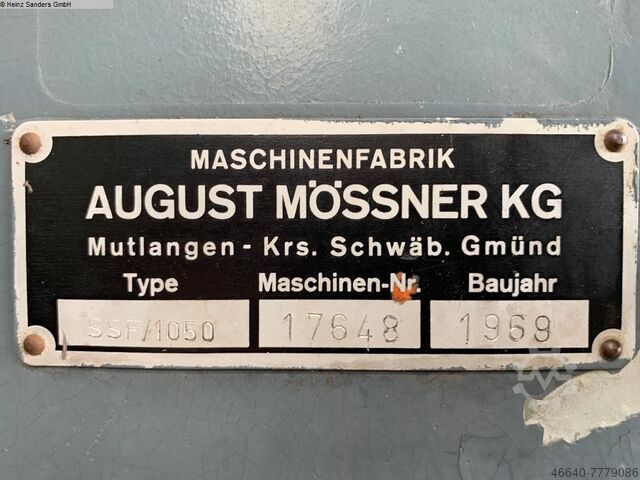 © Heinz Sanders GmbH
MASCHINENFABRIK
AUGUST MÖSSNER KG
Mutlangen - Krs. Schwäb. Gmünd
Type Maschinen-Nr. Baujahr
SSF/1050 17648 1969
46640-7779086